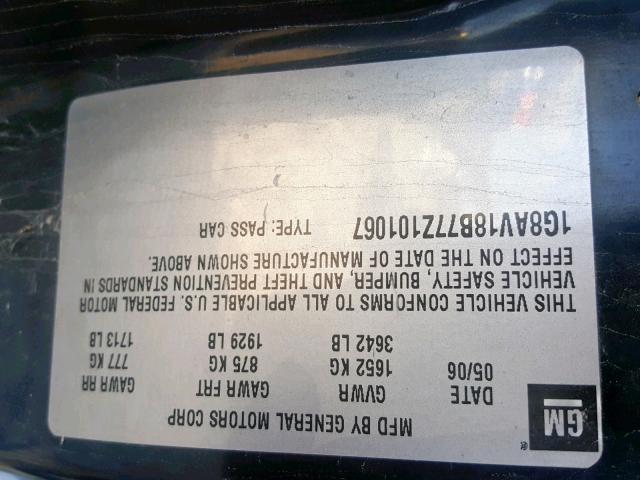 GM
®
MFD BY GENERAL MOTORS CORP
DATE GVWR GAWR FRT GAWR RR
05/06 1652 KG 875 KG 777 KG
3642 LB 1929 LB 1713 LB
THIS VEHICLE CONFORMS TO ALL APPLICABLE U.S. FEDERAL MOTOR
VEHICLE SAFETY, BUMPER, AND THEFT PREVENTION STANDARDS IN
EFFECT ON THE DATE OF MANUFACTURE SHOWN ABOVE.
1G8AV18B77Z101067 TYPE: PASS CAR